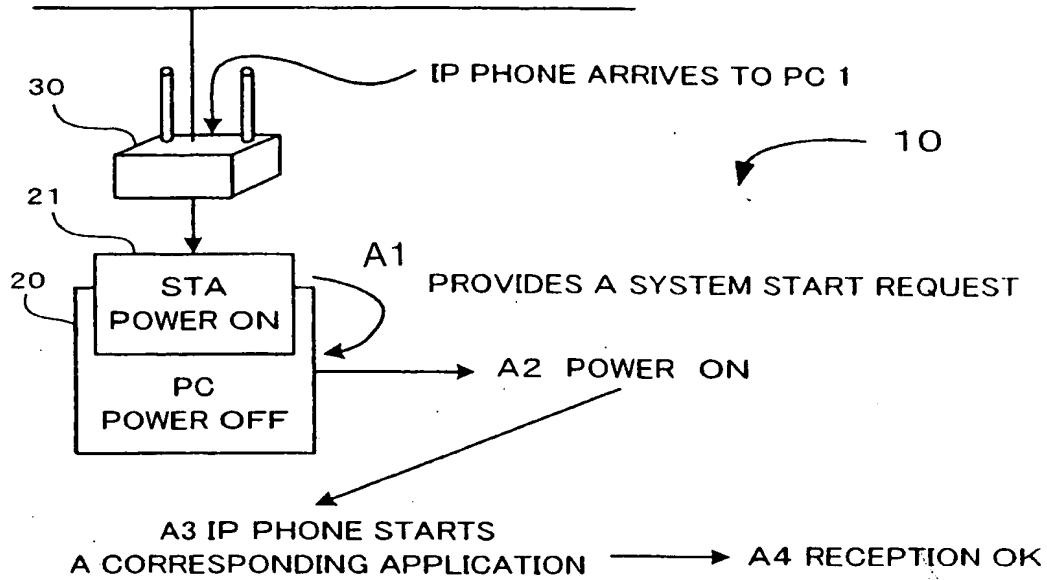 IP PHONE ARRIVES TO PC 1
30
10
21
A1
20
STA
POWER ON
PROVIDES A SYSTEM START REQUEST
A2 POWER ON
PC
POWER OFF
A3 IP PHONE STARTS
A CORRESPONDING APPLICATION
A4 RECEPTION OK